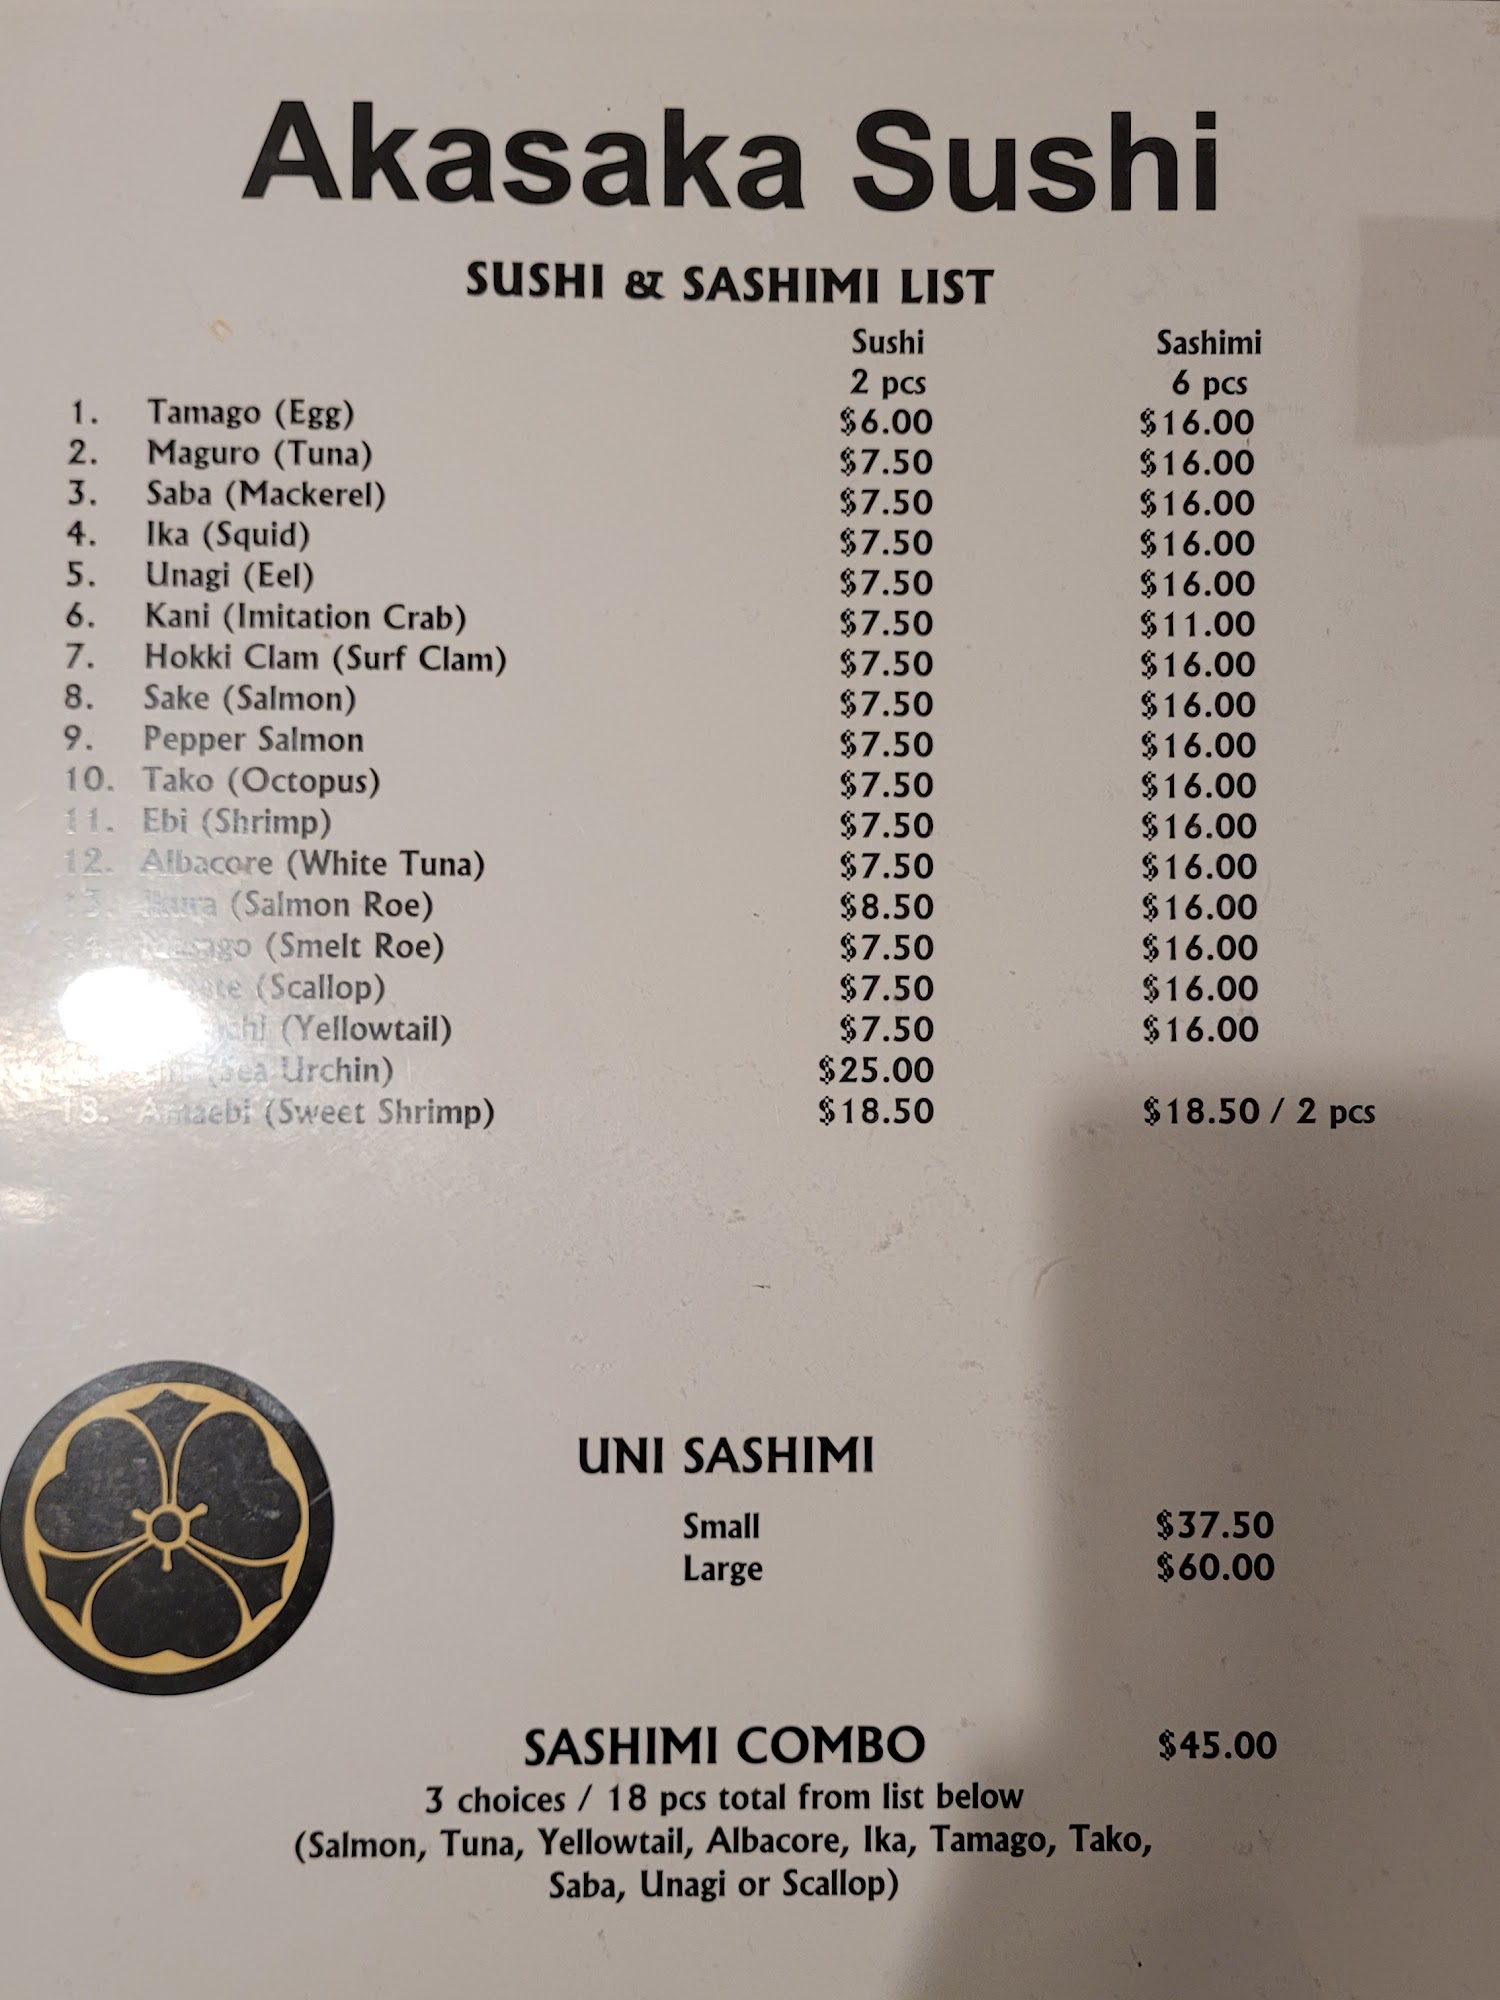 Akasaka Sushi
SUSHI & SASHIMI LIST
Sushi Sashimi
2 pcs 6 pcs
1. Tamago (Egg) $6.00 $16.00
2. Maguro (Tuna) $7.50 $16.00
3. Saba (Mackerel) $7.50 $16.00
4. Ika (Squid) $7.50 $16.00
5. Unagi (Eel) $7.50 $16.00
6. Kani (Imitation Crab) $7.50 $11.00
7. Hokki Clam (Surf Clam) $7.50 $16.00
8. Sake (Salmon) $7.50 $16.00
9. Pepper Salmon $7.50 $16.00
10. Tako (Octopus) $7.50 $16.00
11. Ebi (Shrimp) $7.50 $16.00
12. Albacore (White Tuna) $7.50 $16.00
13. Ikura (Salmon Roe) $8.50 $16.00
(Smelt Roe) $7.50 $16.00
(Scallop) $7.50 $16.00
(Yellowtail) $7.50 $16.00
(Sea Urchin) $25.00
18. Amaebi (Sweet Shrimp) $18.50 $18.50 / 2 pcs
UNI SASHIMI
Small $37.50
Large $60.00
SASHIMI COMBO $45.00
3 choices / 18 pcs total from list below
(Salmon, Tuna, Yellowtail, Albacore, Ika, Tamago, Tako,
Saba, Unagi or Scallop)